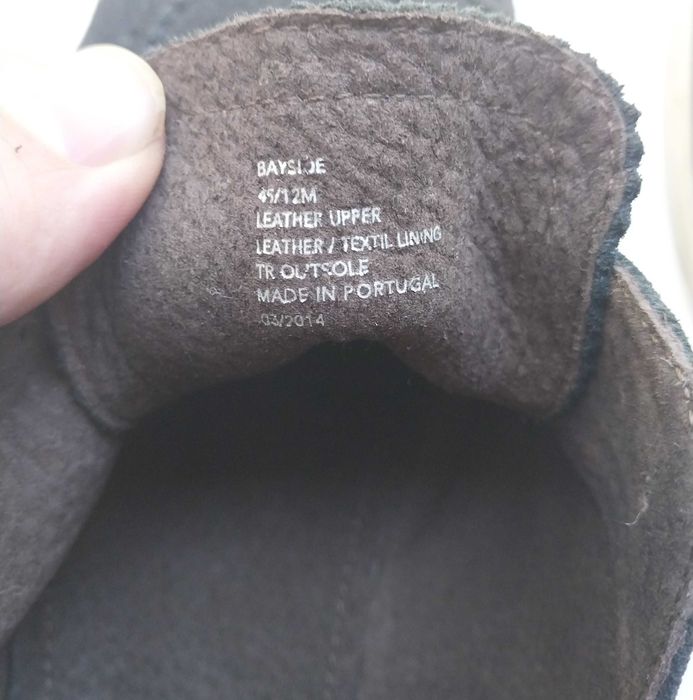 BAYSIDE
45/12M
LEATHER UPPER
LEATHER / TEXTIL LINING
TR OUTSOLE
MADE IN PORTUGAL
03/2014